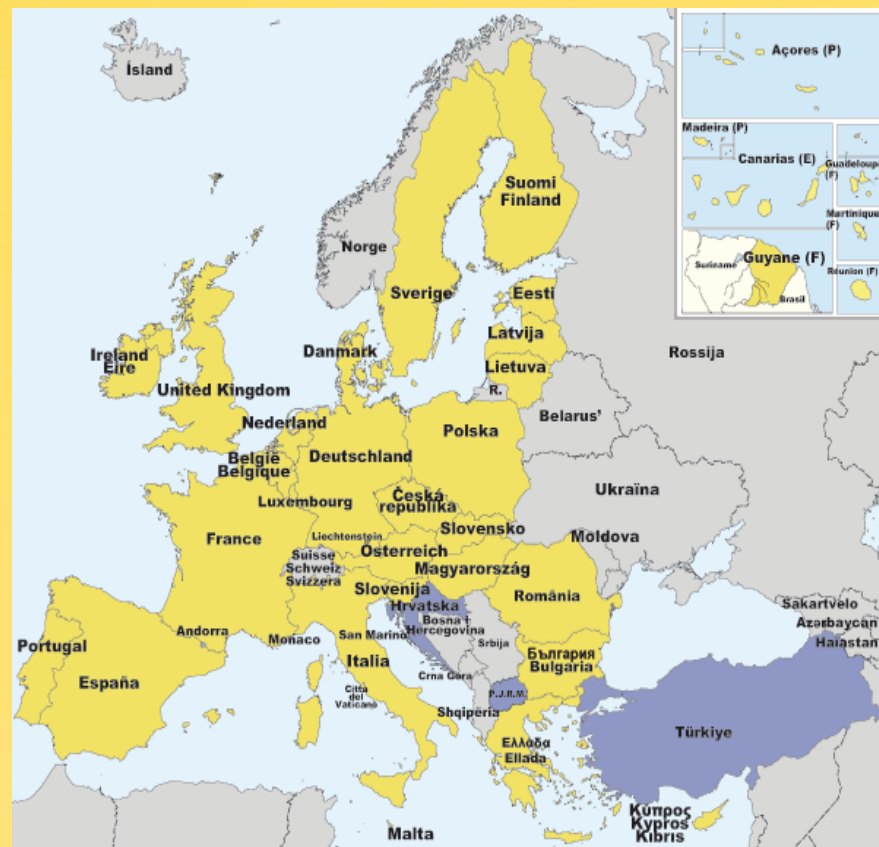 Ísland
Açores (P)
Madeira (P)
Canarias (E)
Guadeloupe
(F)
Martinique
(F)
Guyane (F)
Suriname
Brasil
Réunion (F)
Suomi
Finland
Norge
Sverige
Eesti
Latvija
Lietuva
R.
Rossija
Danmark
Ireland
Éire
United Kingdom
Nederland
België
Belgique
Deutschland
Polska
Belarus’
Luxembourg
Česká
republika
Ukraïna
France
Liechtenstein
Slovensko
Moldova
Suisse
Schweiz
Svizzera
Österreich
Magyarország
Slovenija
Hrvatska
România
Bosna i
Hercegovina
Srbija
Sakartvelo
Azərbaycan
Haïastan
Portugal
Andorra
Monaco
San Marino
España
Italia
Città
del
Vaticano
Crna Gora
България
Bulgaria
P.J.R.M.
Shqipëria
Türkiye
Ελλάδα
Ellada
Malta
Κύπρος
Kypros
Kıbrıs